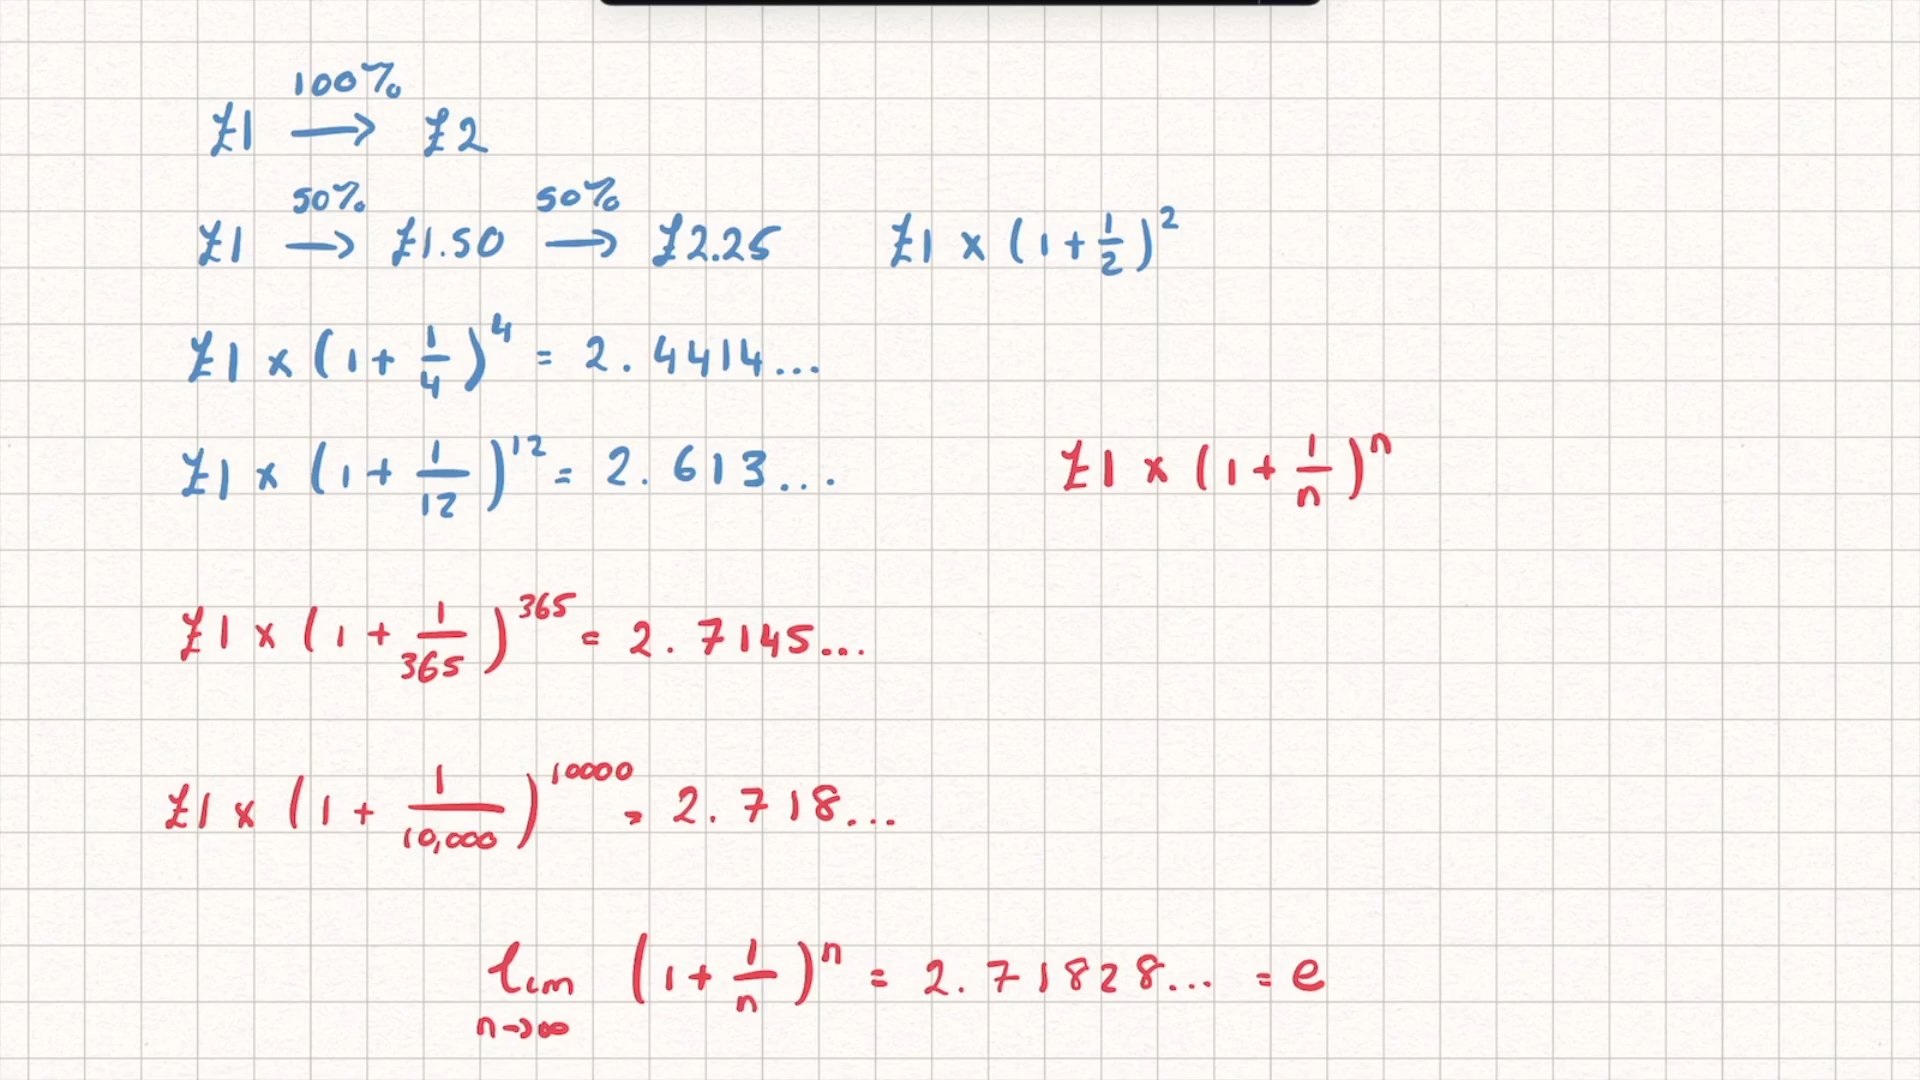 100%
£1 → £2
50% 50%
£1 → £1.50 → £2.25 £1 × (1 + 1/2)^2
£1 × (1 + 1/4)^4 = 2.4414...
£1 × (1 + 1/12)^12 = 2.613... £1 × (1 + 1/n)^n
£1 × (1 + 1/365)^365 = 2.7145...
£1 × (1 + 1/10,000)^10000 = 2.718...
lim n→∞ (1 + 1/n)^n = 2.71828... = e